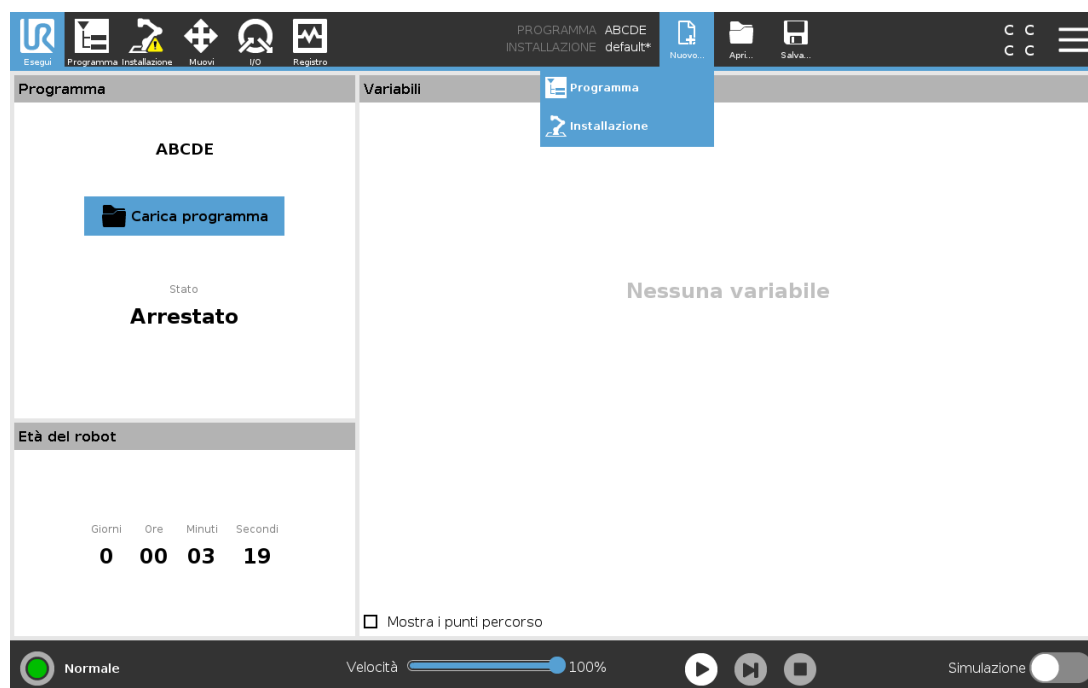 PROGRAMMA ABCDE
INSTALLAZIONE default*
Esegui Programma Installazione Muovi I/O Registro Nuovo... Apri... Salva...
C C
C C
Programma
Variabili
Programma
Installazione
ABCDE
Carica programma
Stato
Arrestato
Nessuna variabile
Età del robot
Giorni Ore Minuti Secondi
0 00 03 19
Mostra i punti percorso
Normale
Velocità 100%
Simulazione